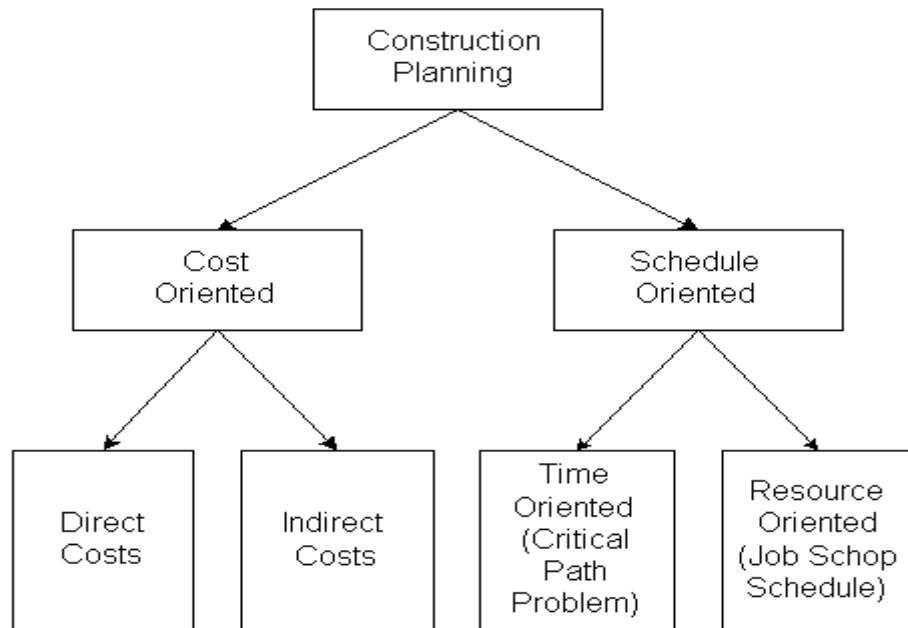 Construction
Planning
Cost
Oriented
Schedule
Oriented
Direct
Costs
Indirect
Costs
Time
Oriented
(Critical
Path
Problem)
Resource
Oriented
(Job Schop
Schedule)